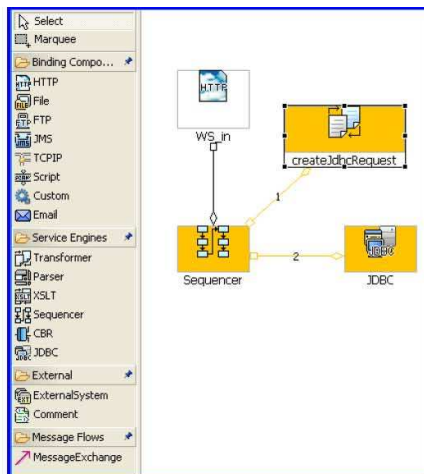 Select
Marquee
Binding Compo...
HTTP
File
FTP
JMS
TCPIP
Script
Custom
Email
Service Engines
Transformer
Parser
XSLT
Sequencer
CBR
JDBC
External
ExternalSystem
Comment
Message Flows
MessageExchange
HTTP
WS_in
createJdbcRequest
1
Sequencer
2
JDBC
JDBC